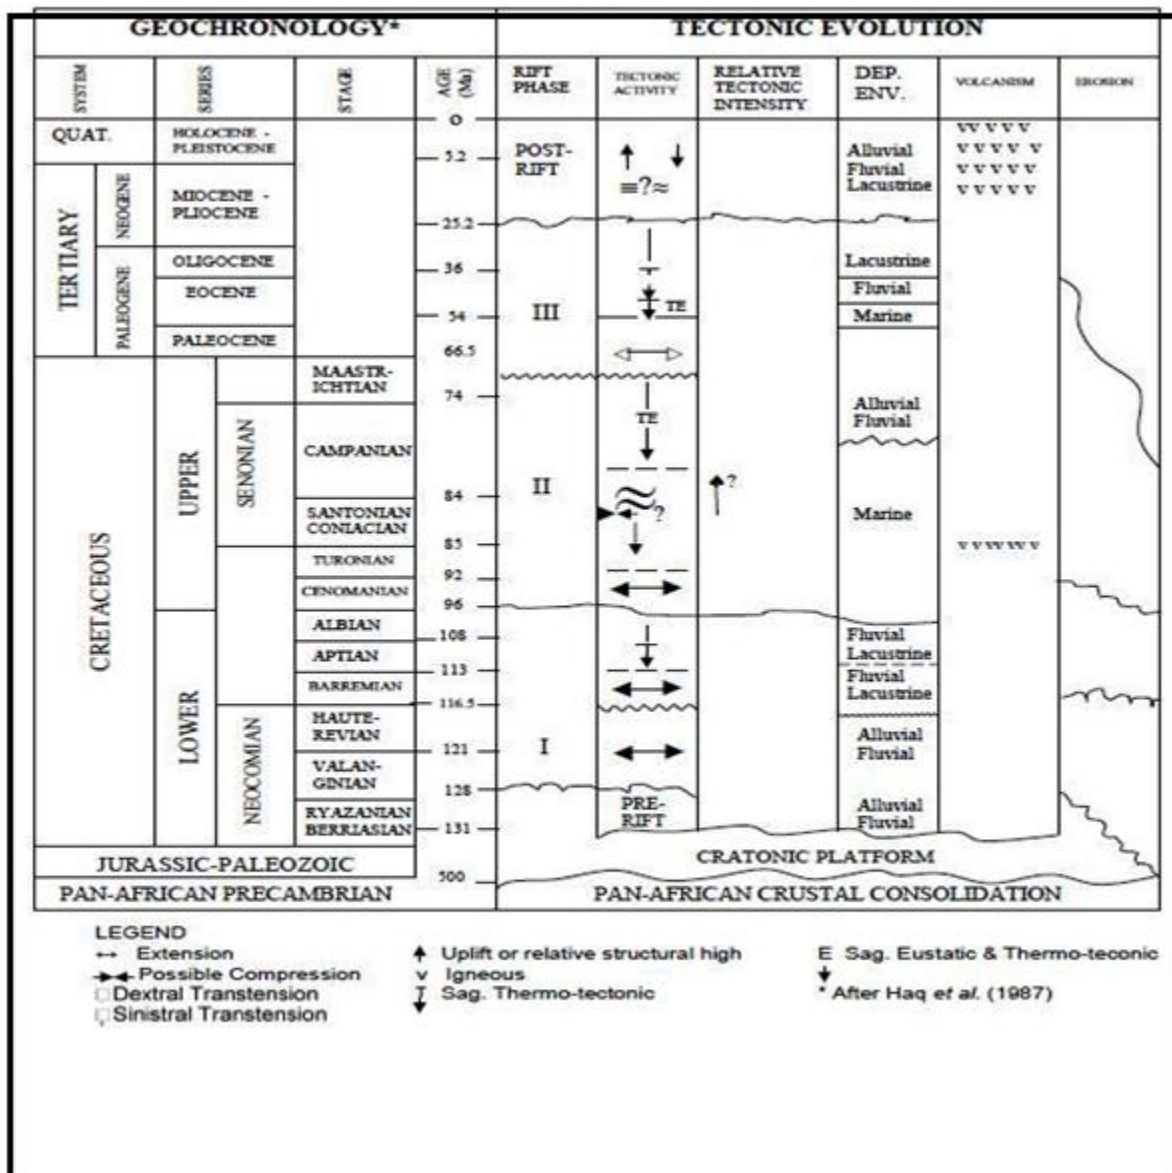 GEOCHRONOLOGY*
TECTONIC EVOLUTION
SYSTEM
SERIES
STAGE
AGE
(Ma)
RIFT
PHASE
TECTONIC
ACTIVITY
RELATIVE
TECTONIC
INTENSITY
DEP.
ENV.
VOLCANISM
EROSION
QUAT.
TERTIARY
NEOGENE
PALEOGENE
CRETACEOUS
HOLOCENE -
PLEISTOCENE
MIOCENE -
PLIOCENE
OLIGOCENE
EOCENE
PALEOCENE
UPPER
LOWER
SENONIAN
NEOCOMIAN
MAASTR-
ICHTIAN
CAMPANIAN
SANTONIAN
CONIACIAN
TURONIAN
CENOMANIAN
ALBIAN
APTIAN
BARREMIAN
HAUTE-
REVIAN
VALAN-
GINIAN
RYAZANIAN
BERRIASIAN
0
5.2
25.2
36
54
66.5
74
84
85
92
96
108
113
116.5
121
128
131
500
POST-
RIFT
III
II
I
≡?≈
TE
TE
?
PRE-
RIFT
?
Alluvial
Fluvial
Lacustrine
Lacustrine
Fluvial
Marine
Alluvial
Fluvial
Marine
Fluvial
Lacustrine
Fluvial
Lacustrine
Alluvial
Fluvial
Alluvial
Fluvial
VV V V V
V V V V V
V V V V V
V V V V V
V V VV V V
JURASSIC-PALEOZOIC
CRATONIC PLATFORM
PAN-AFRICAN PRECAMBRIAN
PAN-AFRICAN CRUSTAL CONSOLIDATION
LEGEND
↔ Extension
Possible Compression
Dextral Transtension
Sinistral Transtension
Uplift or relative structural high
v Igneous
T Sag. Thermo-tectonic
E Sag. Eustatic & Thermo-teconic
* After Haq et al. (1987)